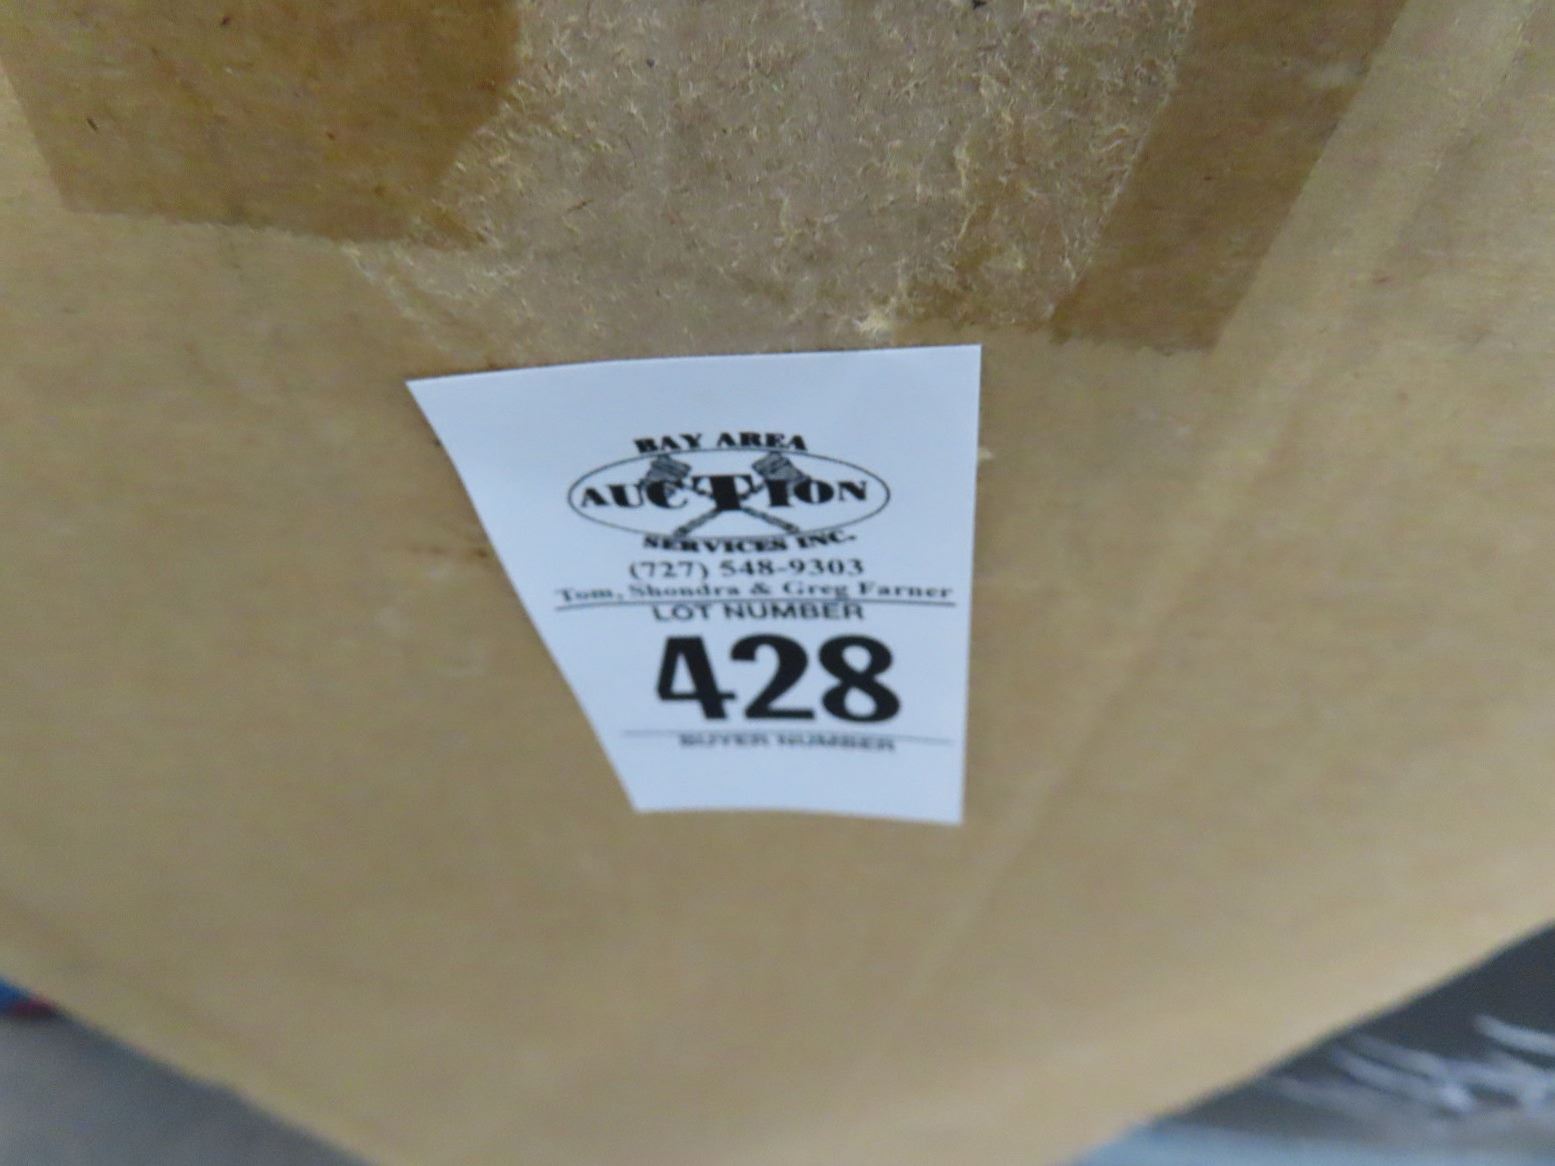 BAY AREA
AUCTION
SERVICES INC.
(727) 548-9303
Tom, Shondra & Greg Farner
LOT NUMBER
428
BUYER NUMBER